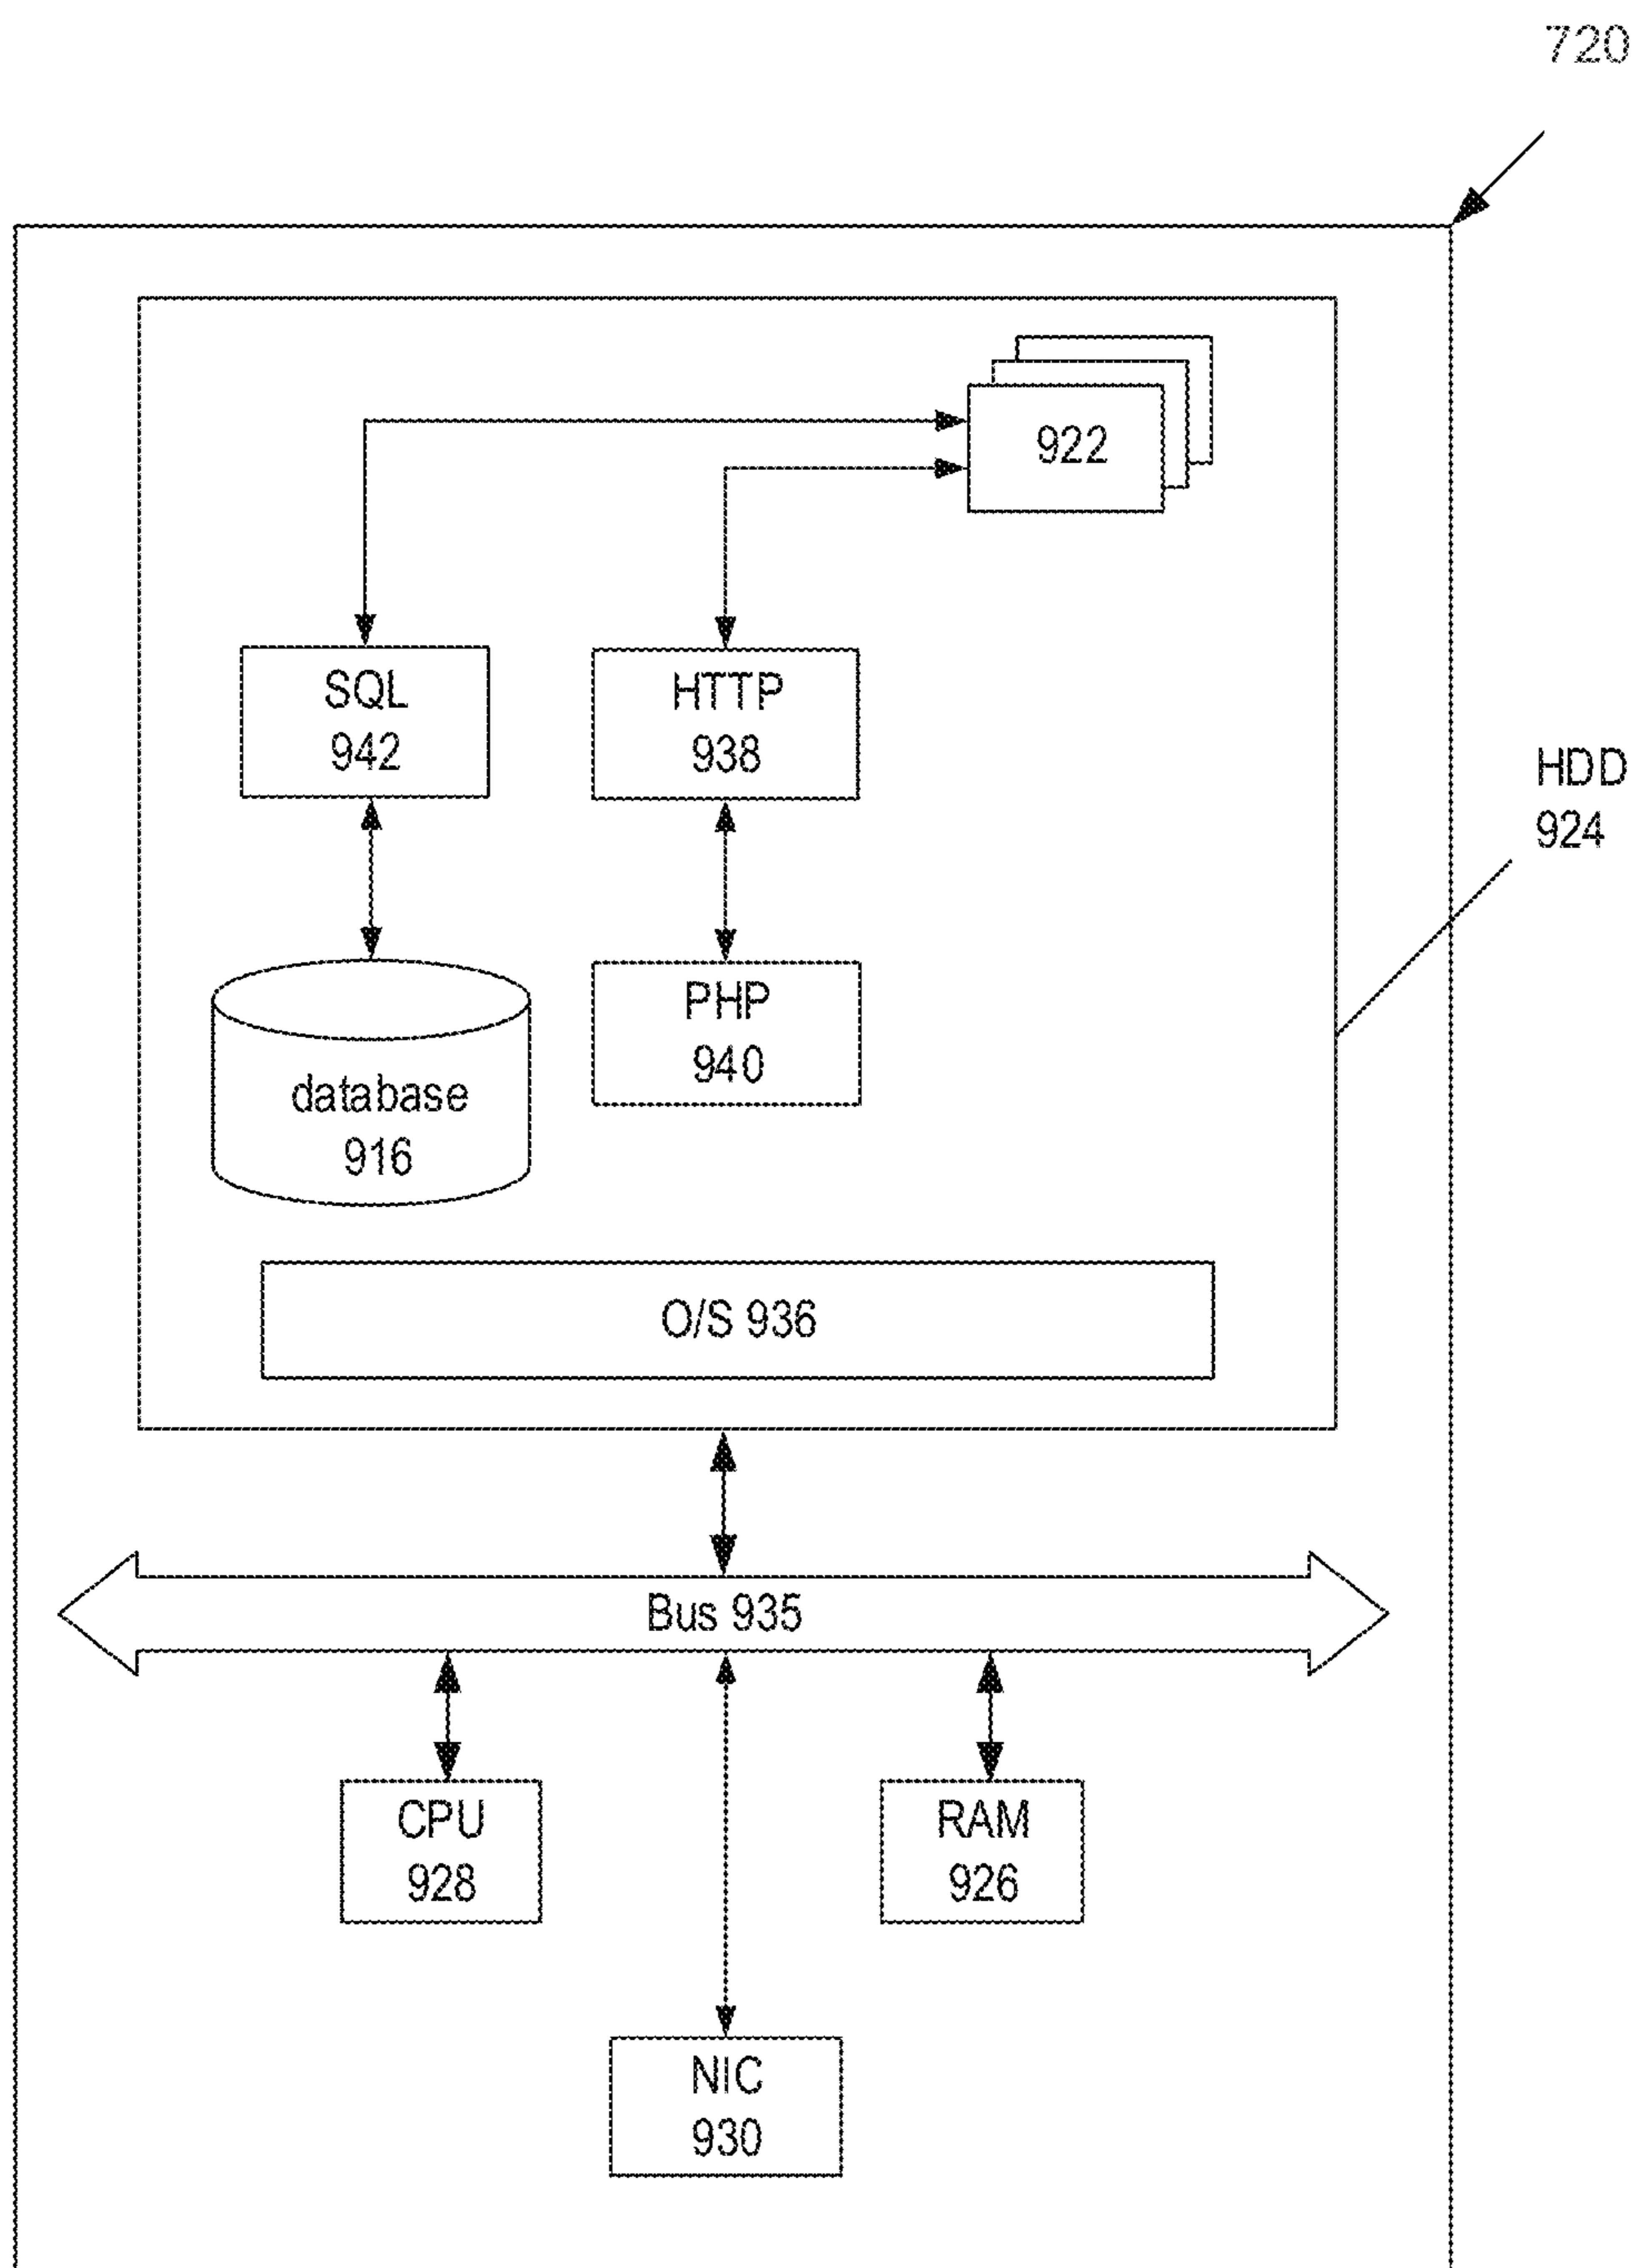 720
922
SQL
942
HTTP
938
HDD
924
PHP
940
database
916
O/S 936
Bus 935
CPU
928
RAM
926
NIC
930